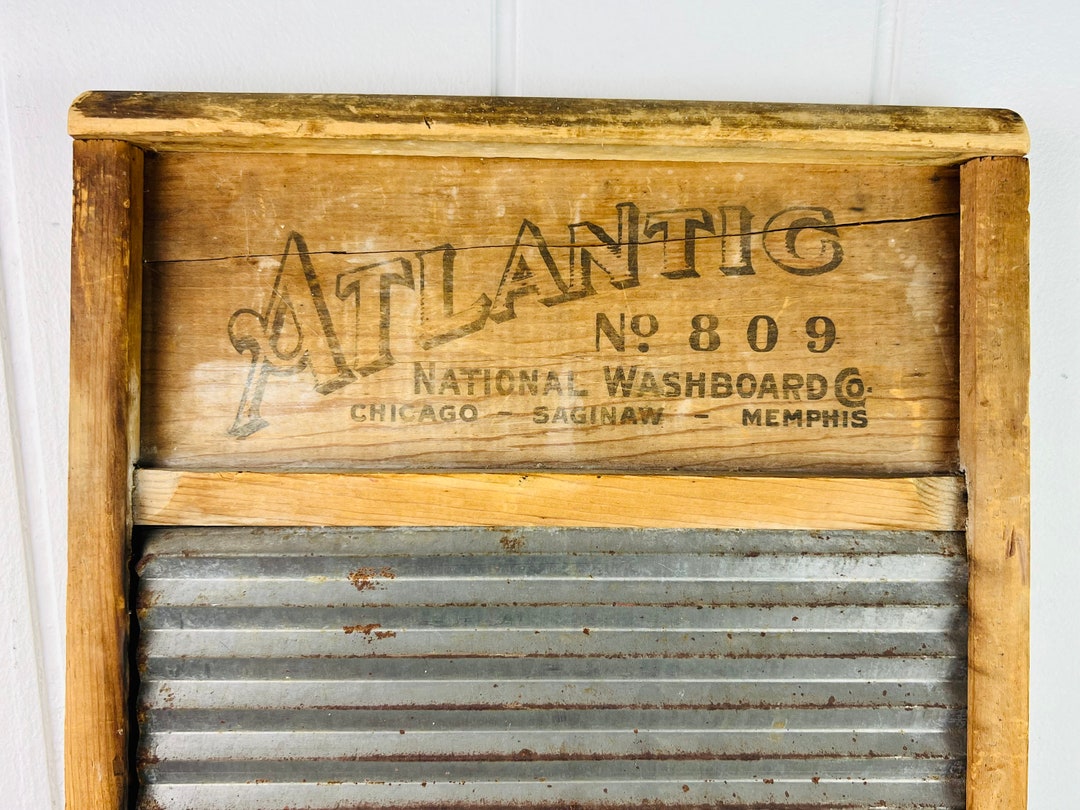 ATLANTIC
No. 809
NATIONAL WASHBOARD Co.
CHICAGO - SAGINAW - MEMPHIS